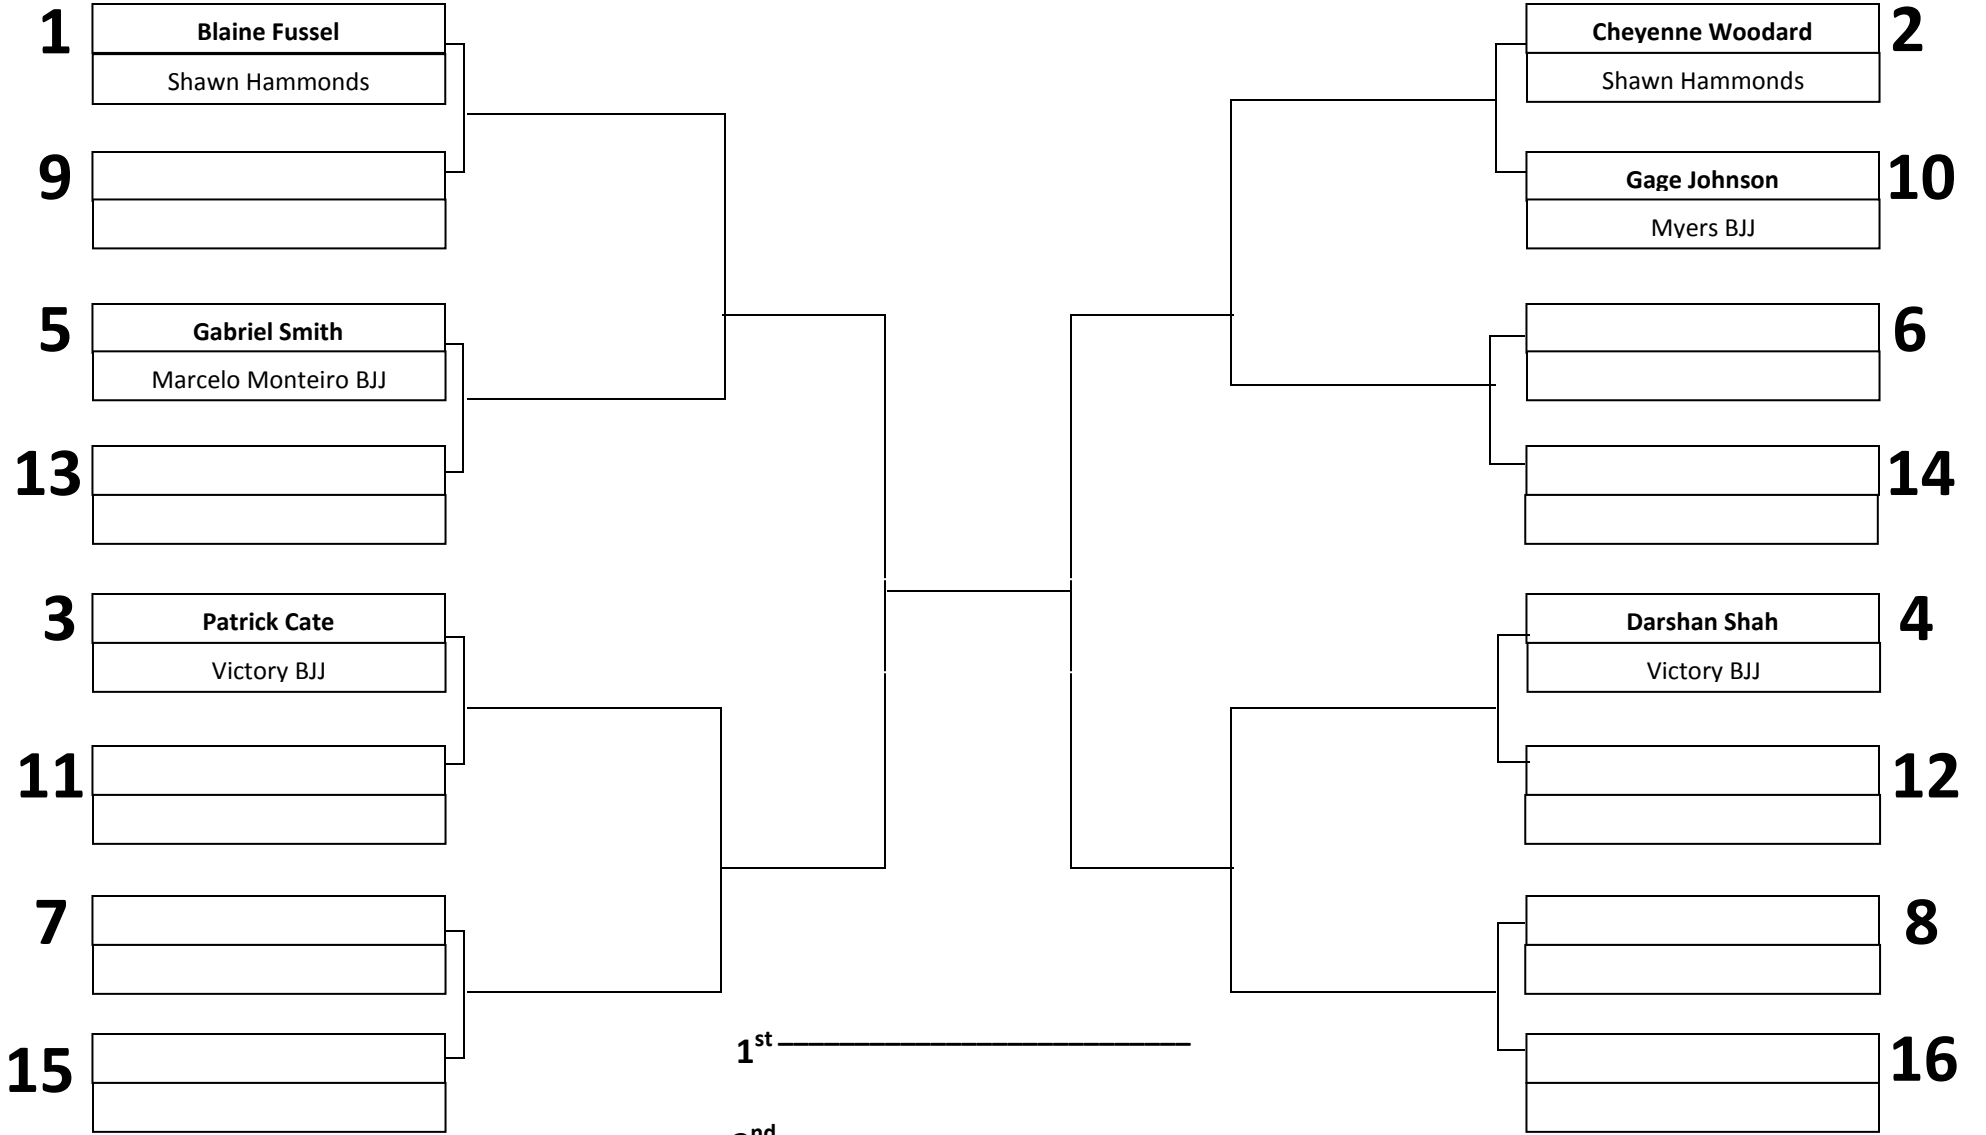 1
Blaine Fussel
Shawn Hammonds
9
5
Gabriel Smith
Marcelo Monteiro BJJ
13
3
Patrick Cate
Victory BJJ
11
7
15
2
Cheyenne Woodard
Shawn Hammonds
10
Gage Johnson
Myers BJJ
6
14
4
Darshan Shah
Victory BJJ
12
8
16
1st
2nd